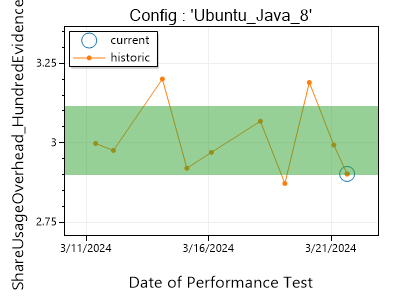 Config : 'Ubuntu_Java_8'
current
historic
ShareUsageOverhead_HundredEvidence
3.25
3
2.75
3/11/2024
3/16/2024
3/21/2024
Date of Performance Test